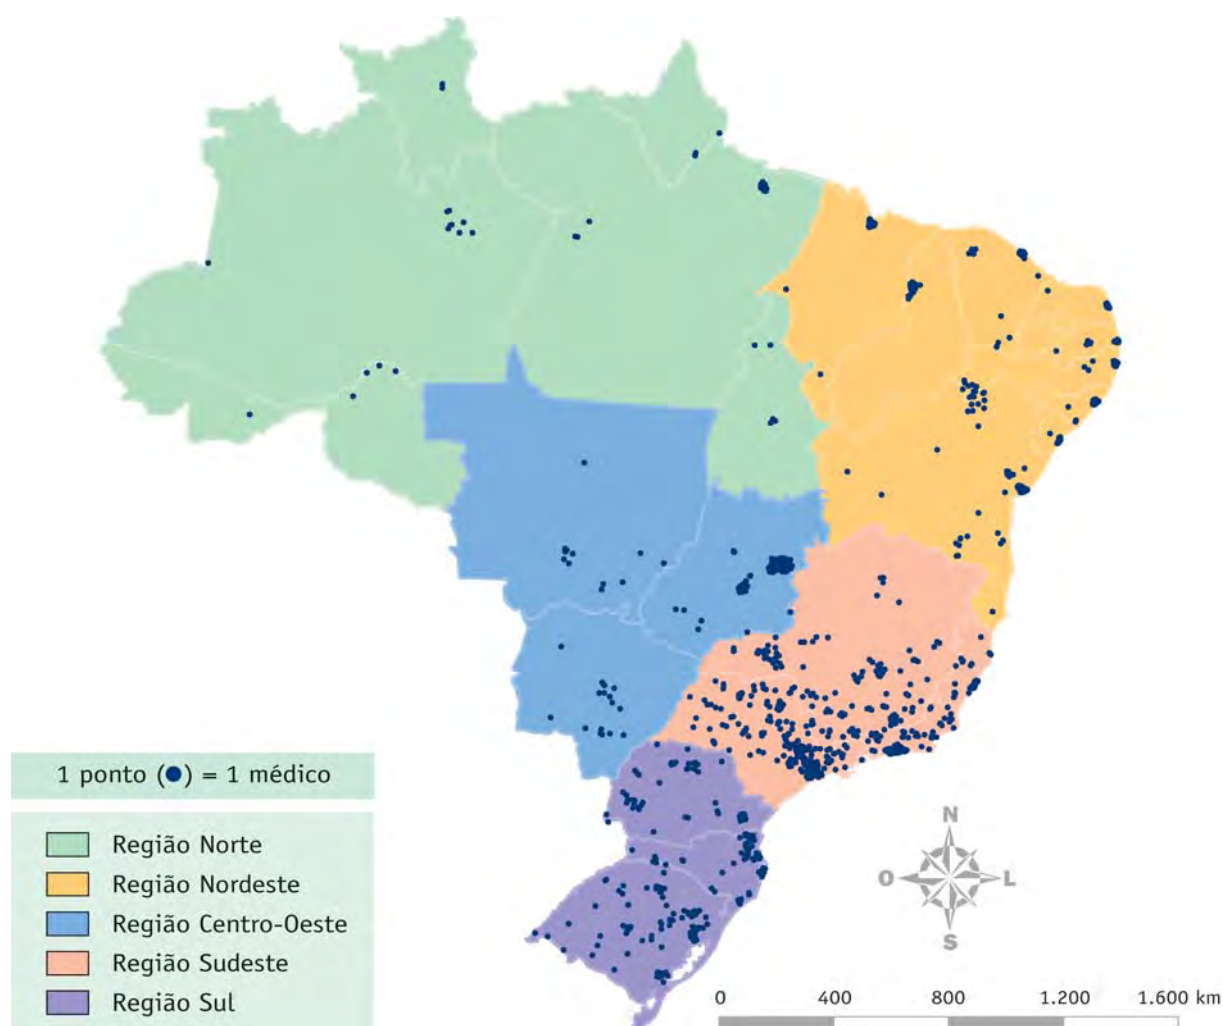 1 ponto (●) = 1 médico
Região Norte
Região Nordeste
Região Centro-Oeste
Região Sudeste
Região Sul
N
O L
S
0 400 800 1.200 1.600 km